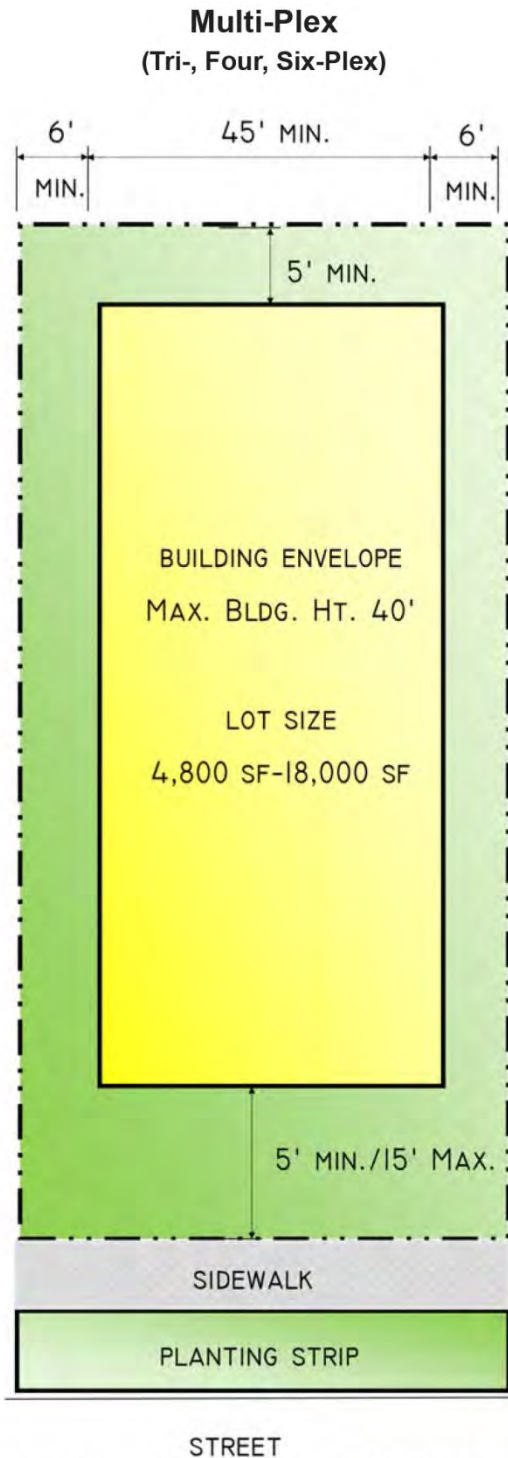 Multi-Plex
(Tri-, Four, Six-Plex)
6' 45' MIN. 6'
MIN. MIN.
5' MIN.
BUILDING ENVELOPE
MAX. BLDG. HT. 40'
LOT SIZE
4,800 SF-18,000 SF
5' MIN./15' MAX.
SIDEWALK
PLANTING STRIP
STREET